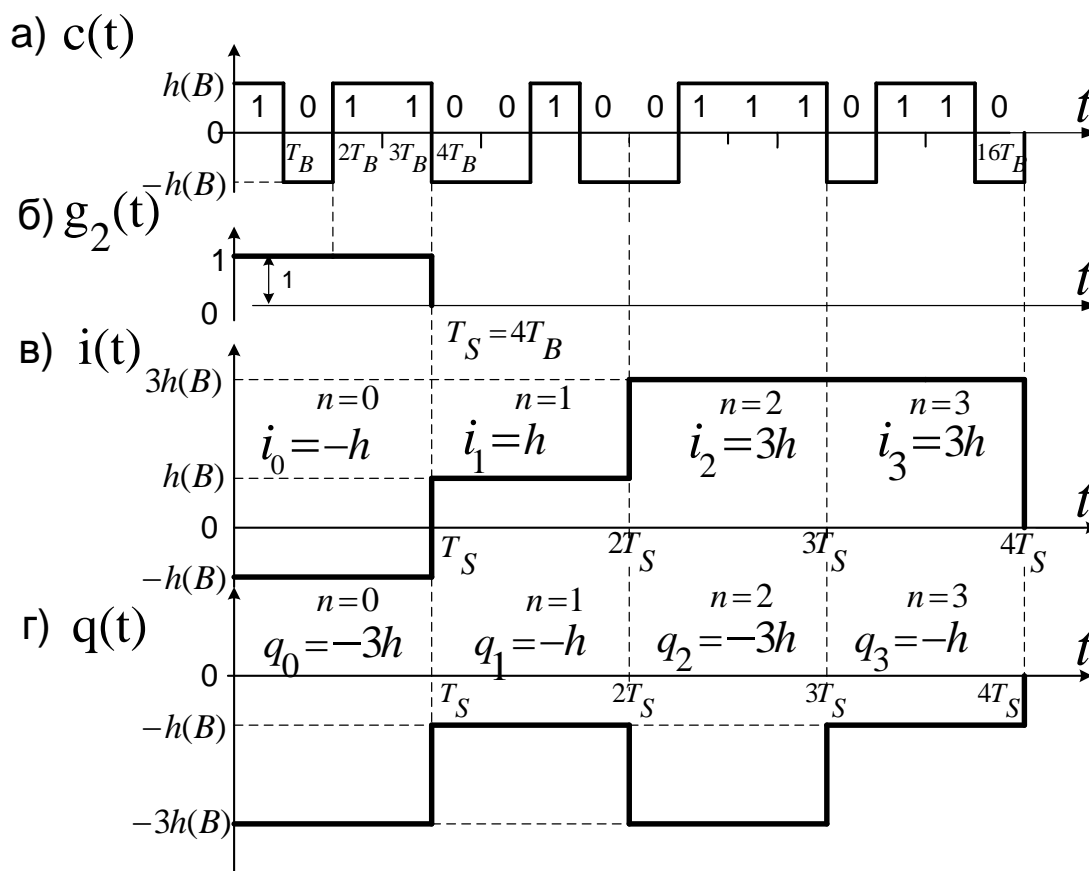 а) c(t)
h(B)
1 0 1 1 0 0 1 0 0 1 1 1 0 1 1 0
0
t
T_B 2T_B 3T_B 4T_B 16T_B
−h(B)
б) g_2(t)
1
1
0
t
T_S = 4T_B
в) i(t)
3h(B)
n=0 n=1 n=2 n=3
i_0 = −h i_1 = h i_2 = 3h i_3 = 3h
h(B)
0
t
T_S 2T_S 3T_S 4T_S
−h(B)
г) q(t)
n=0 n=1 n=2 n=3
q_0 = −3h q_1 = −h q_2 = −3h q_3 = −h
0
t
T_S 2T_S 3T_S 4T_S
−h(B)
−3h(B)